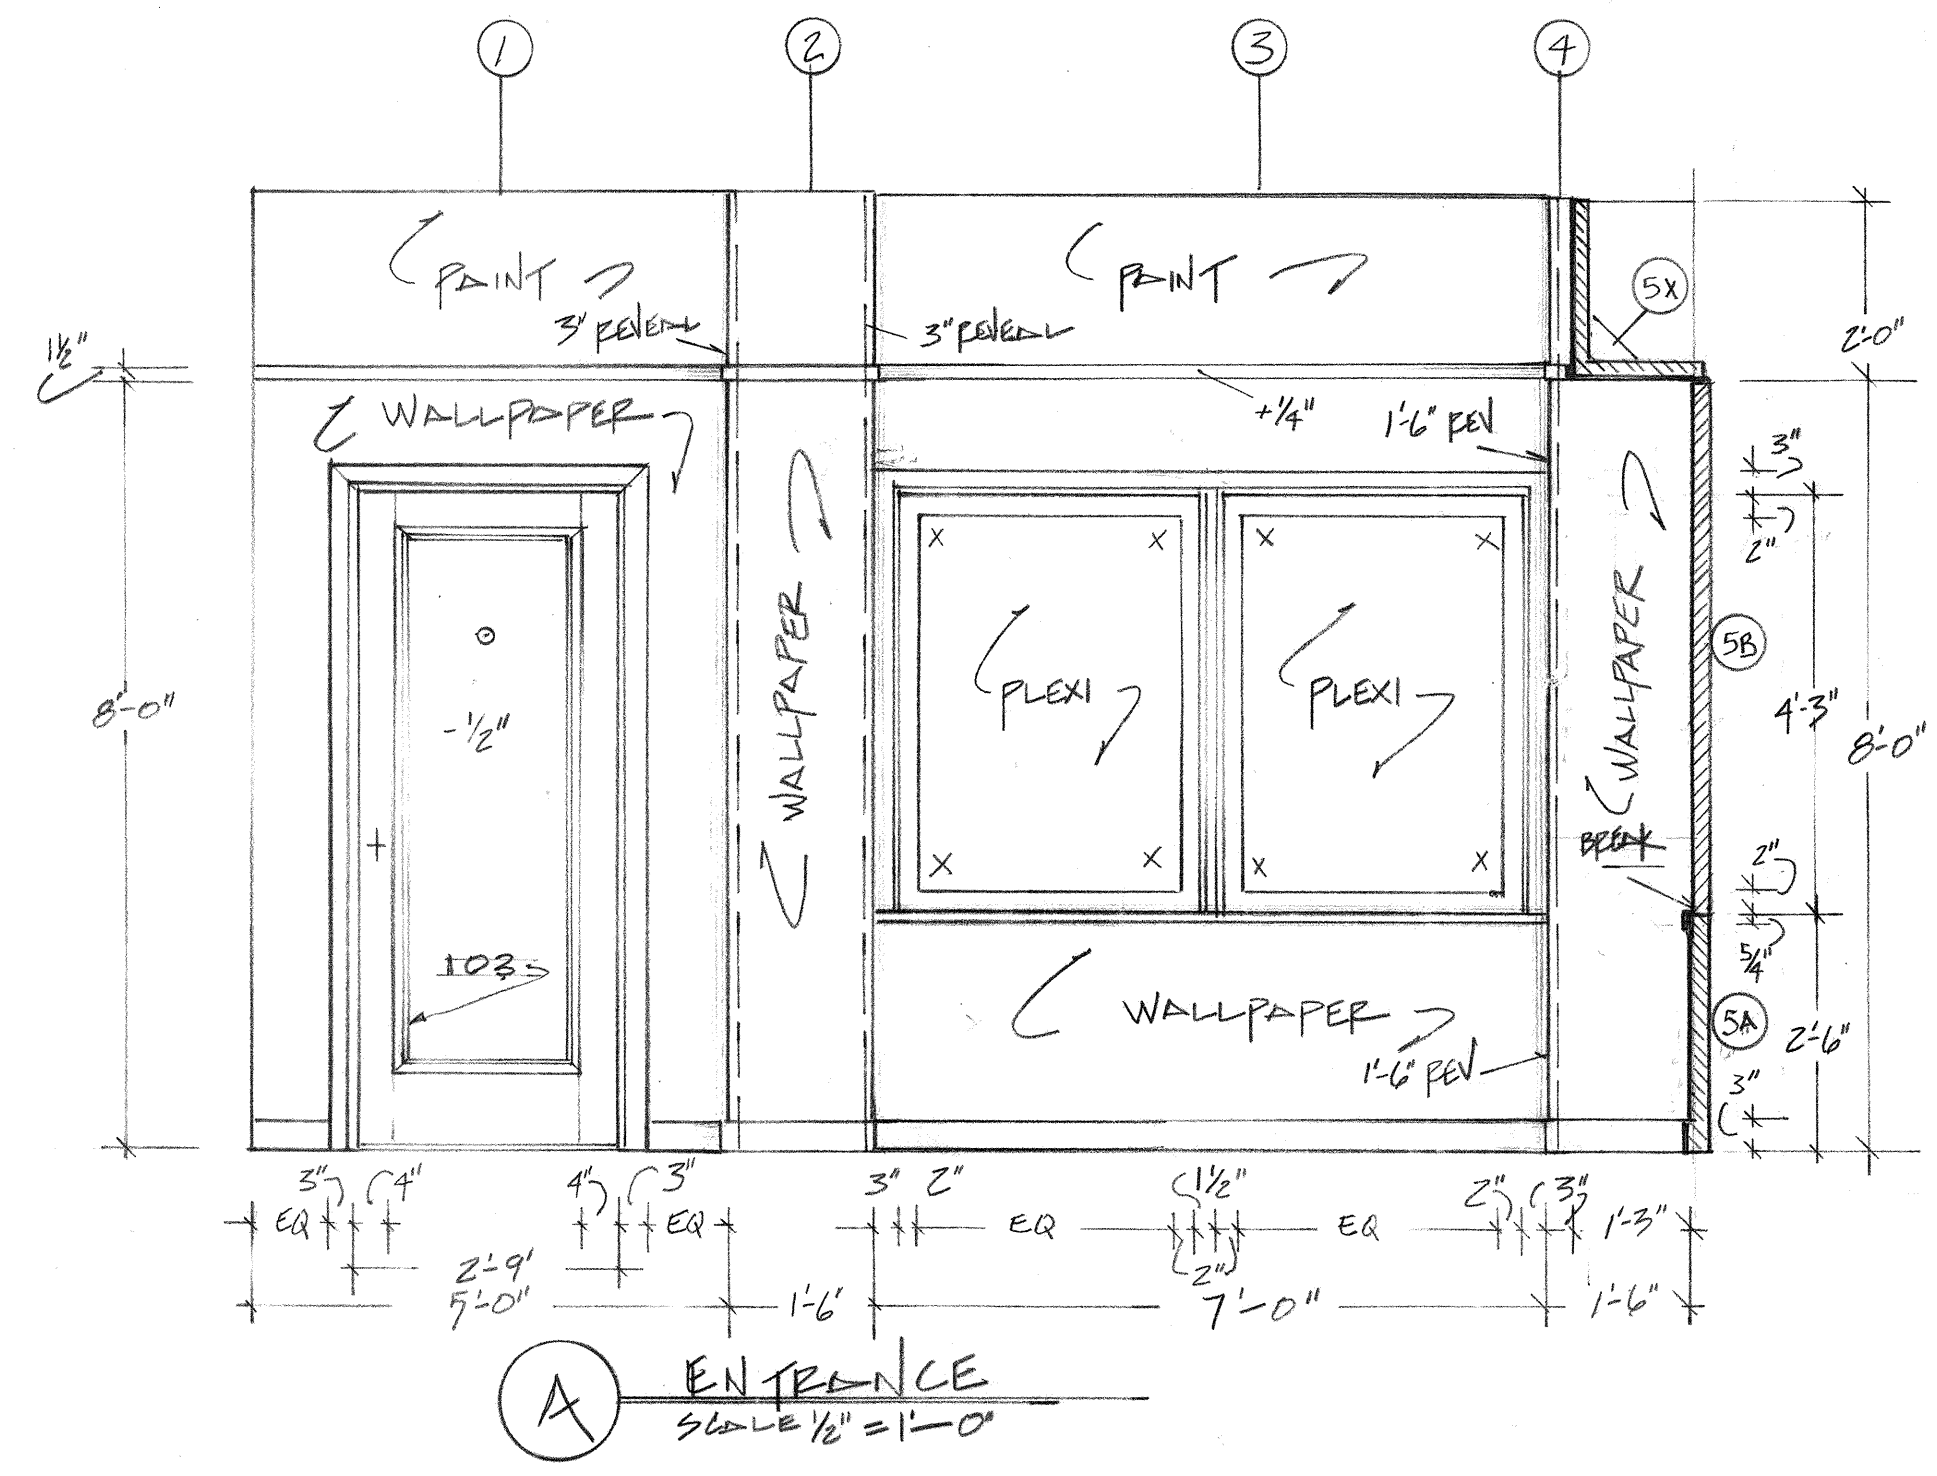 1 2 3 4
PAINT
3" REVEAL
3" REVEAL
PAINT
5X
2'-0"
1½"
WALLPAPER
+¼"
1'-6" REV
3"
2"
WALLPAPER
WALLPAPER
PLEXI
PLEXI
5B
4'-3"
8'-0"
8'-0"
-½"
BREAK
2"
5/4"
103
WALLPAPER
1'-6" REV
5A
2'-6"
3"
3" 4" 4" 3" 3" 2" 1½" 2" 3"
EQ EQ EQ EQ 1'-3"
2"
2'-9'
5'-0" 1'-6' 7'-0" 1'-6"
A ENTRANCE
SCALE ½" = 1'-0"